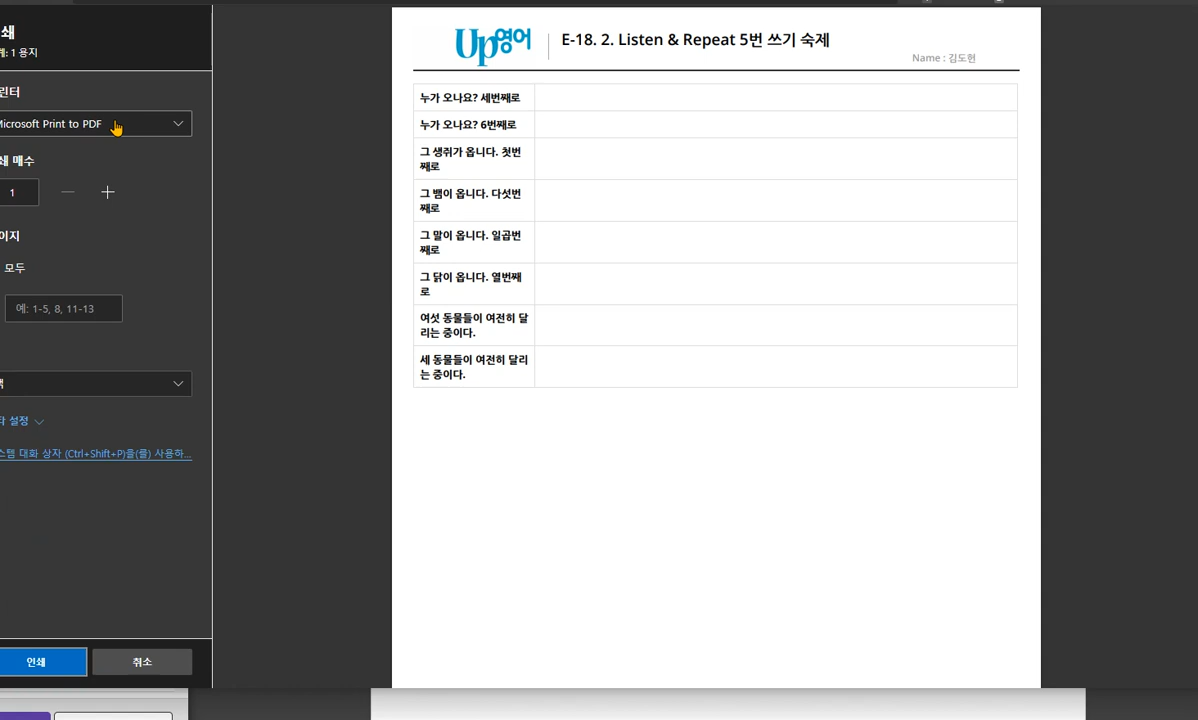 쇄
계: 1 용지
린터
Microsoft Print to PDF
쇄 매수
1
이지
모두
예: 1-5, 8, 11-13
타 설정
스템 대화 상자 (Ctrl+Shift+P)을(를) 사용하...
인쇄
취소
Up영어
E-18. 2. Listen & Repeat 5번 쓰기 숙제
Name : 김도헌
누가 오나요? 세번째로
누가 오나요? 6번째로
그 생쥐가 옵니다. 첫번
째로
그 뱀이 옵니다. 다섯번
째로
그 말이 옵니다. 일곱번
째로
그 닭이 옵니다. 열번째
로
여섯 동물들이 여전히 달
리는 중이다.
세 동물들이 여전히 달리
는 중이다.